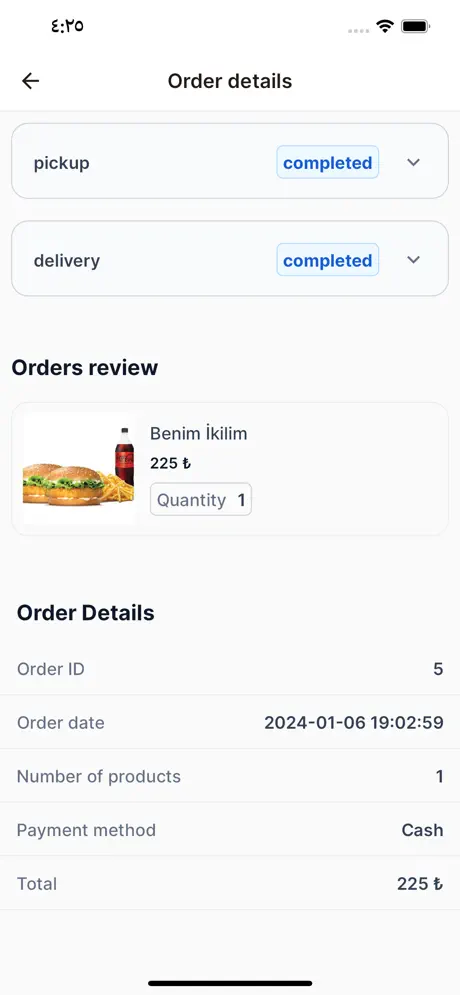 ٤:٢٥
Order details
pickup completed
delivery completed
Orders review
Benim İkilim
225 ₺
Quantity 1
Order Details
Order ID 5
Order date 2024-01-06 19:02:59
Number of products 1
Payment method Cash
Total 225 ₺